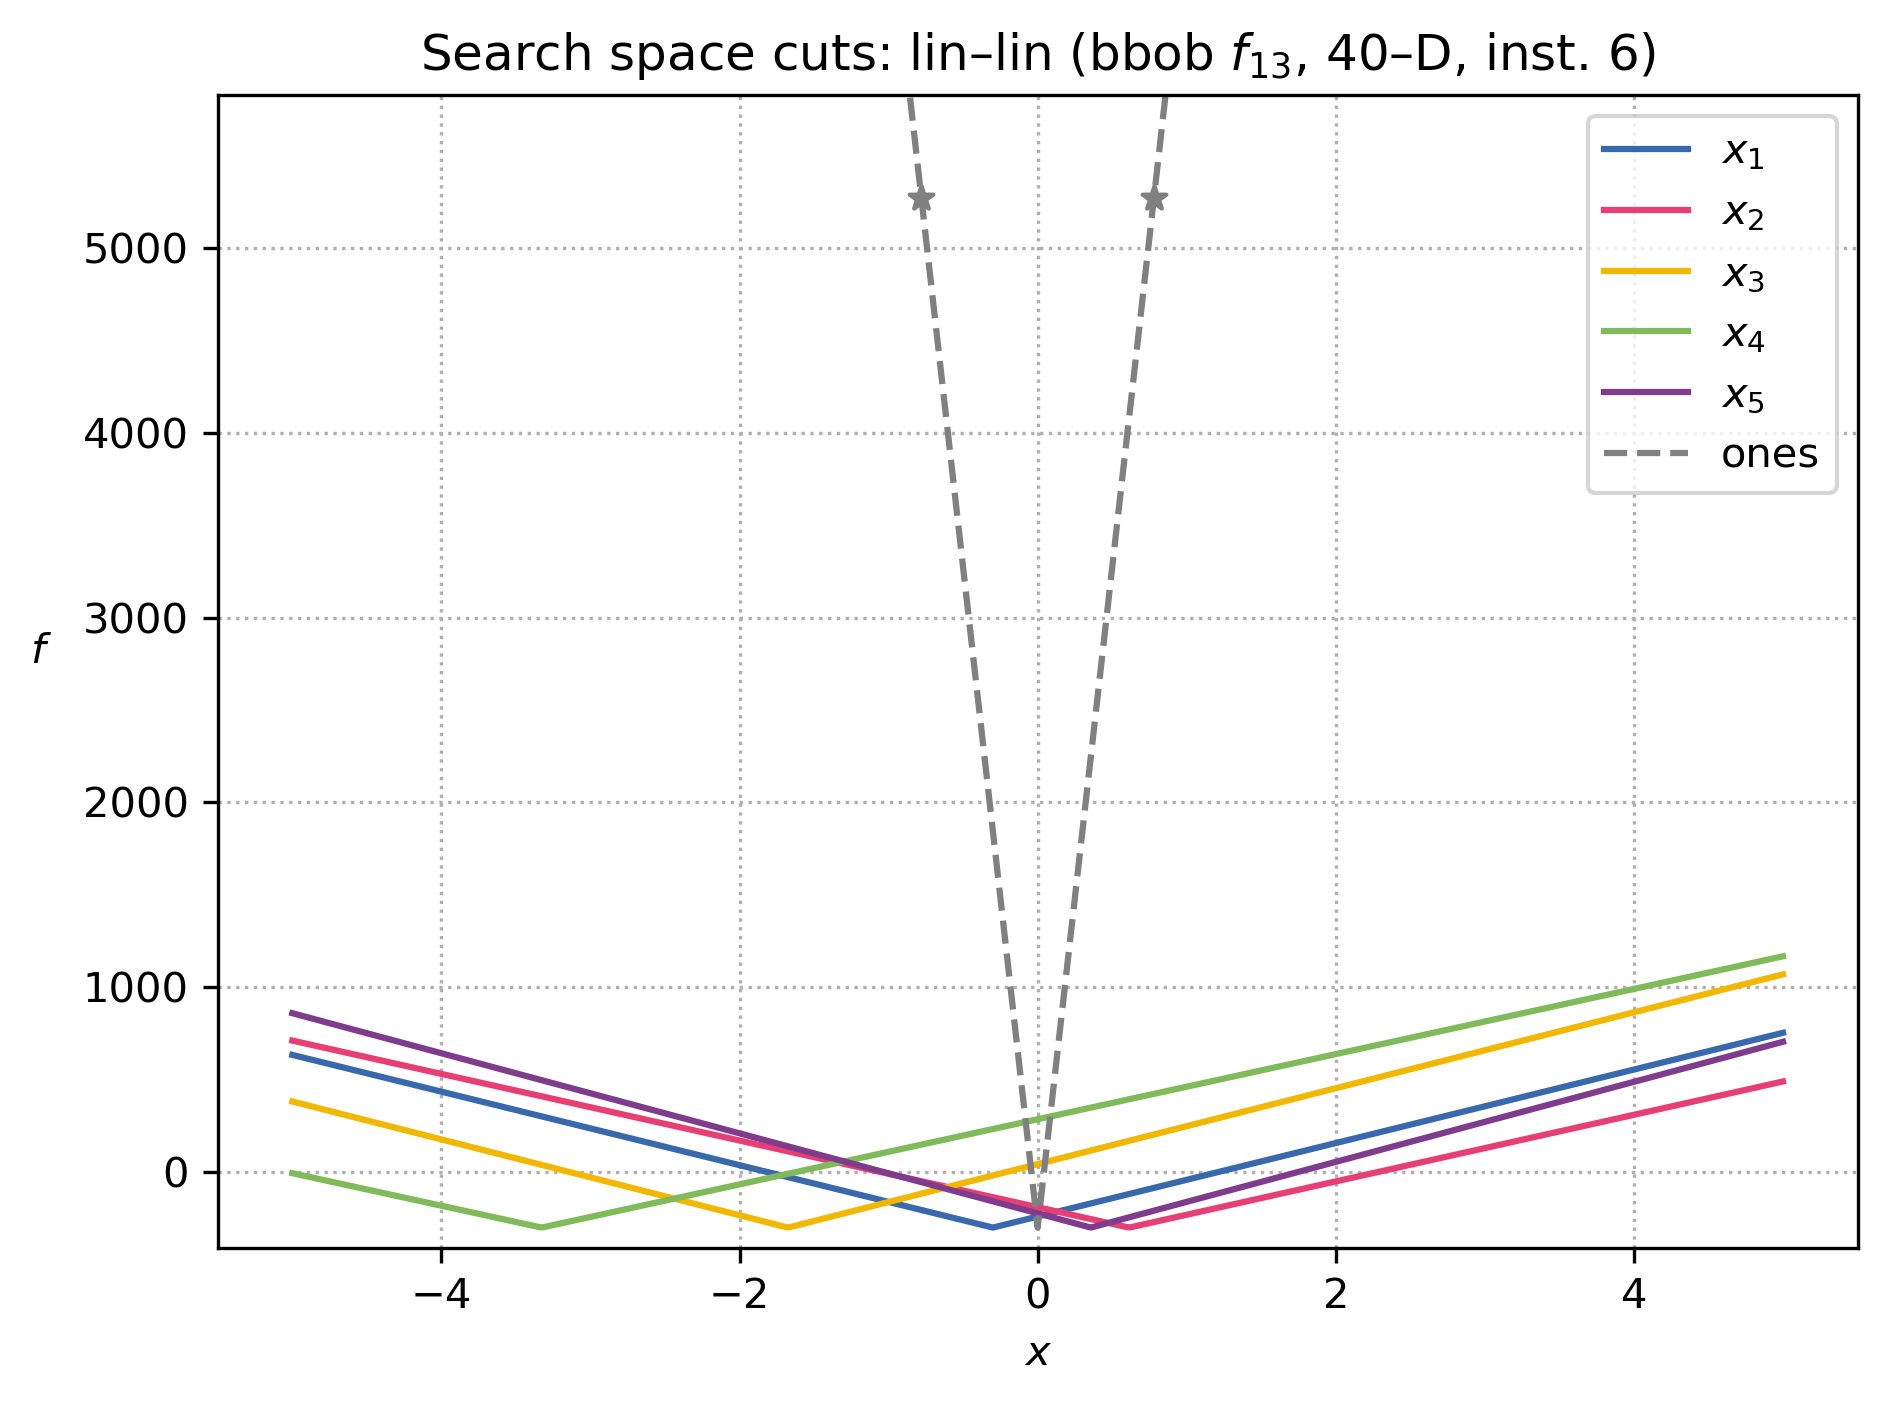 Search space cuts: lin–lin (bbob f₁₃, 40–D, inst. 6)
x₁
x₂
x₃
x₄
x₅
ones
5000
4000
3000
2000
1000
0
f
−4 −2 0 2 4
x